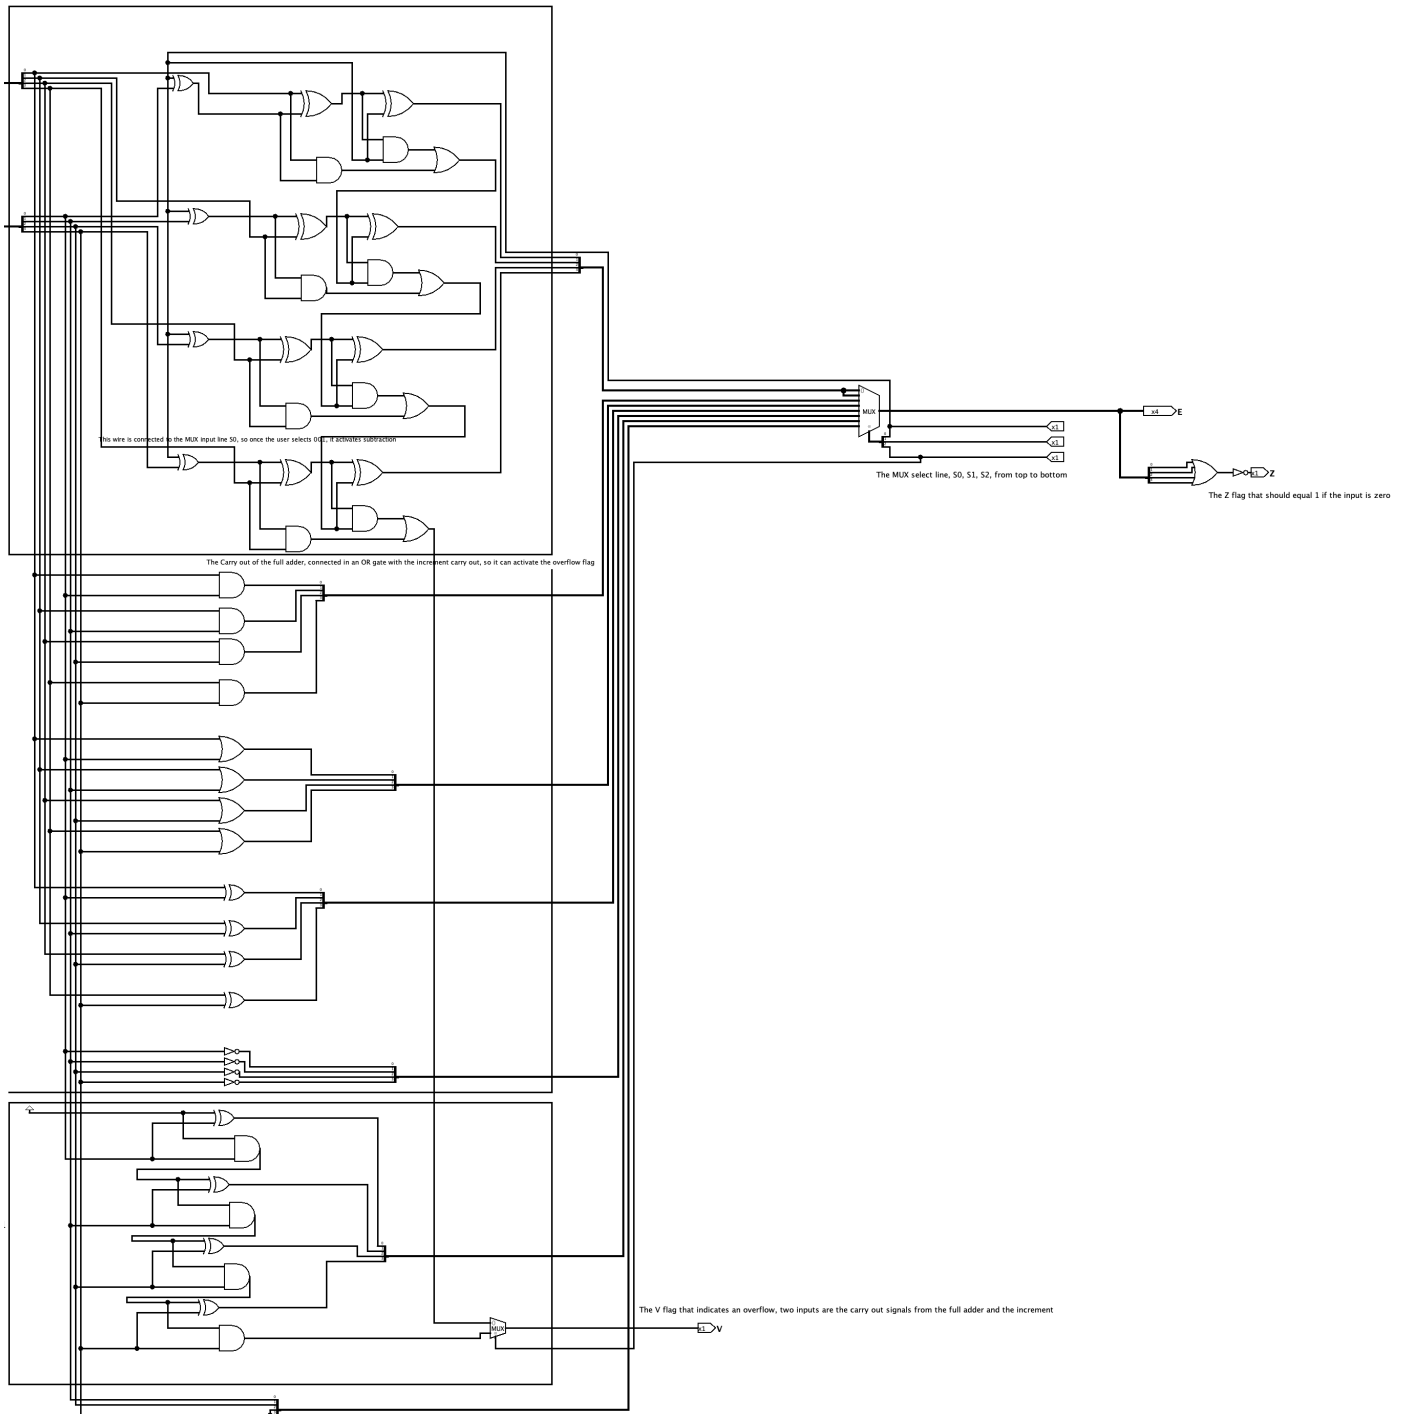 This wire is connected to the MUX input line S0, so once the user selects 001, it activates subtraction
MUX
x4 E
x1
x1
x1
The MUX select line, S0, S1, S2, from top to bottom
x1 Z
The Z flag that should equal 1 if the input is zero
The Carry out of the full adder, connected in an OR gate with the increment carry out, so it can activate the overflow flag
The V flag that indicates an overflow, two inputs are the carry out signals from the full adder and the increment
MUX
x1 V